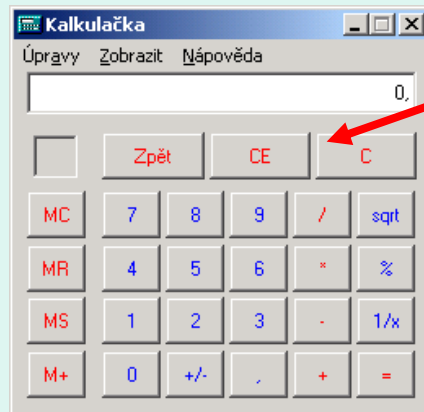 Kalkulačka
Úpravy Zobrazit Nápověda
0,
Zpět CE C
MC 7 8 9 / sqrt
MR 4 5 6 * %
MS 1 2 3 - 1/x
M+ 0 +/- , + =